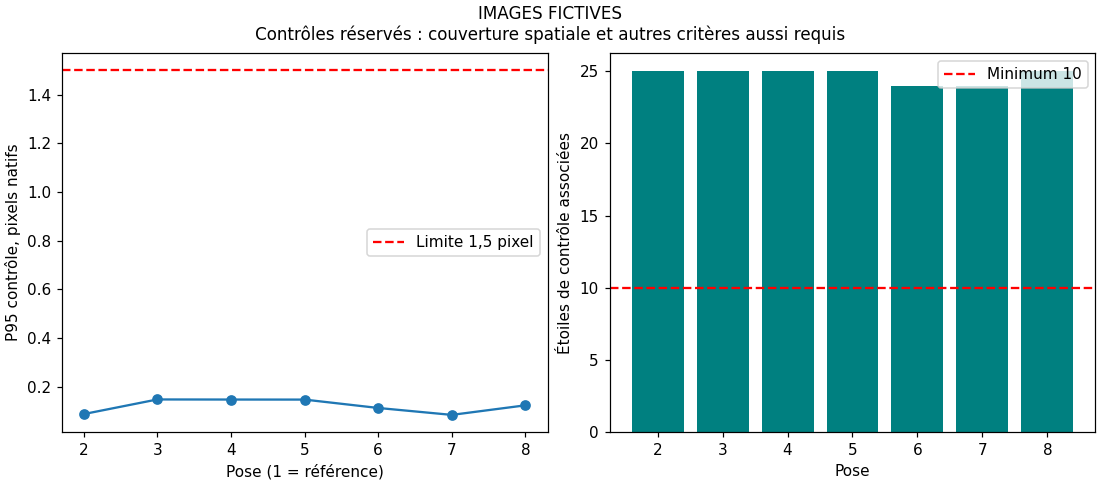 IMAGES FICTIVES
Contrôles réservés : couverture spatiale et autres critères aussi requis
P95 contrôle, pixels natifs
1.4
1.2
1.0
0.8
0.6
0.4
0.2
Limite 1,5 pixel
2 3 4 5 6 7 8
Pose (1 = référence)
Étoiles de contrôle associées
25
20
15
10
5
0
Minimum 10
2 3 4 5 6 7 8
Pose